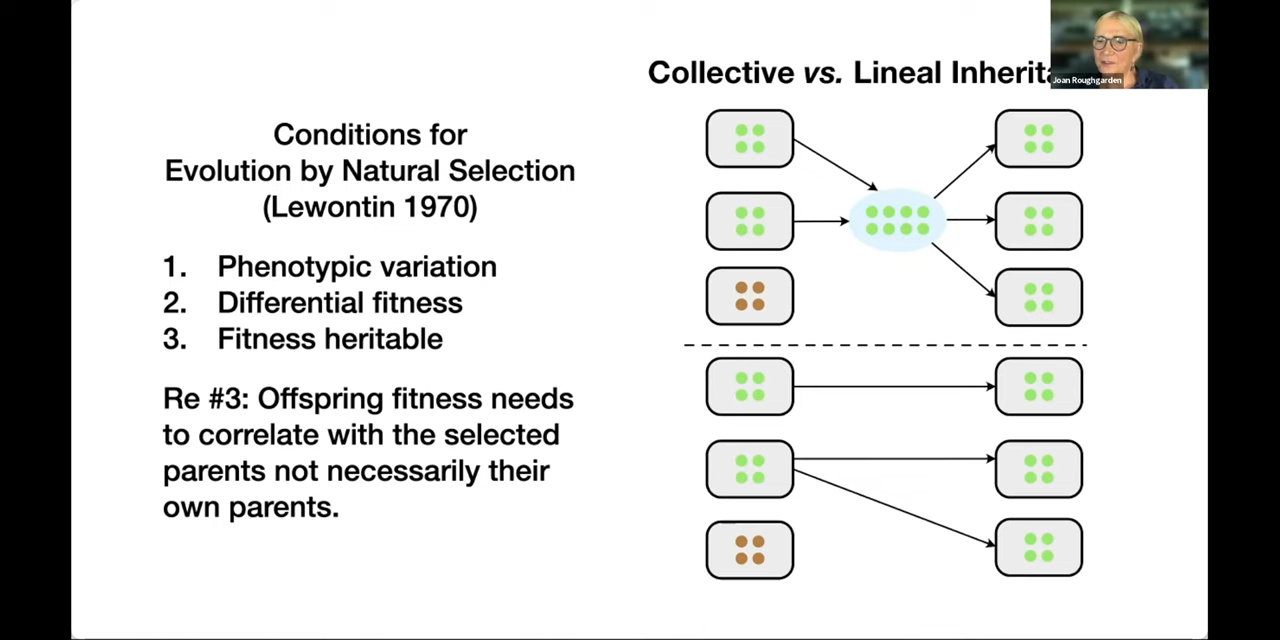 Collective vs. Lineal Inherita
Joan Roughgarden
Conditions for
Evolution by Natural Selection
(Lewontin 1970)
1. Phenotypic variation
2. Differential fitness
3. Fitness heritable
Re #3: Offspring fitness needs
to correlate with the selected
parents not necessarily their
own parents.